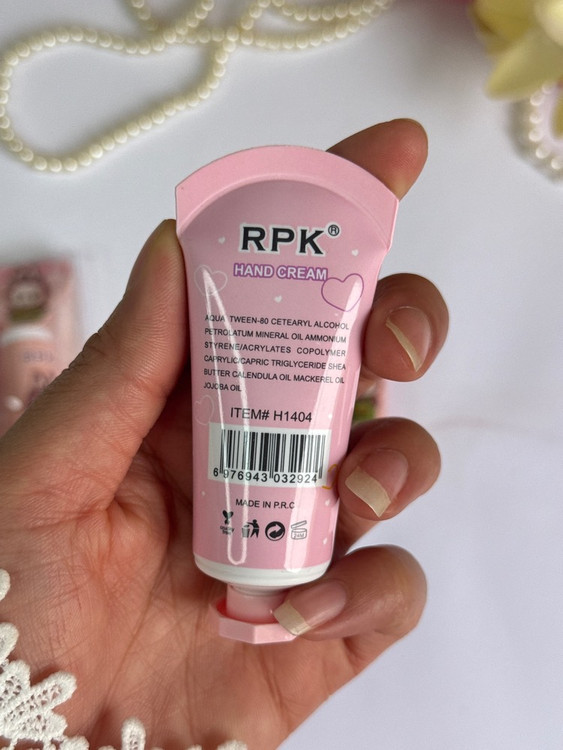 RPK®
HAND CREAM
AQUA TWEEN-80 CETEARYL ALCOHOL
PETROLATUM MINERAL OIL AMMONIUM
STYRENE/ACRYLATES COPOLYMER
CAPRYLIC/CAPRIC TRIGLYCERIDE SHEA
BUTTER CALENDULA OIL MACKEREL OIL
JOJOBA OIL
ITEM# H1404
6 976943 032924
MADE IN P.R.C
24M